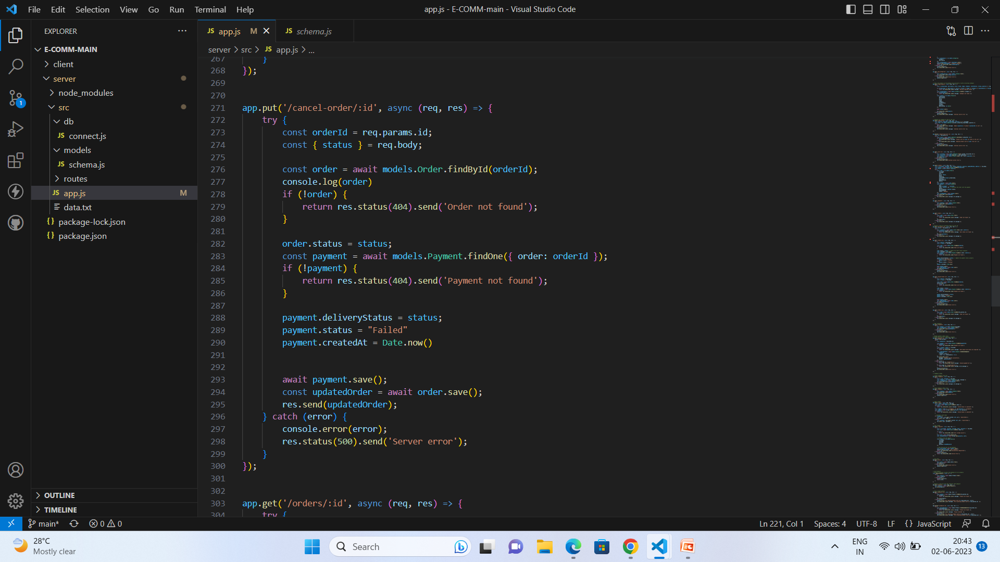 File Edit Selection View Go Run Terminal Help
app.js - E-COMM-main - Visual Studio Code
EXPLORER
E-COMM-MAIN
client
server
node_modules
src
db
JS connect.js
models
JS schema.js
routes
JS app.js M
data.txt
{} package-lock.json
{} package.json
OUTLINE
TIMELINE
1
JS app.js M
JS schema.js
server > src > JS app.js > ...
267 }
268 });
269
270
271 app.put('/cancel-order/:id', async (req, res) => {
272 try {
273 const orderId = req.params.id;
274 const { status } = req.body;
275
276 const order = await models.Order.findById(orderId);
277 console.log(order)
278 if (!order) {
279 return res.status(404).send('Order not found');
280 }
281
282 order.status = status;
283 const payment = await models.Payment.findOne({ order: orderId });
284 if (!payment) {
285 return res.status(404).send('Payment not found');
286 }
287
288 payment.deliveryStatus = status;
289 payment.status = "Failed"
290 payment.createdAt = Date.now()
291
292
293 await payment.save();
294 const updatedOrder = await order.save();
295 res.send(updatedOrder);
296 } catch (error) {
297 console.error(error);
298 res.status(500).send('Server error');
299 }
300 });
301
302
303 app.get('/orders/:id', async (req, res) => {
304 try {
main* 0 0
Ln 221, Col 1 Spaces: 4 UTF-8 LF {} JavaScript
28°C
Mostly clear
Search
ENG
IN
20:43
02-06-2023
13